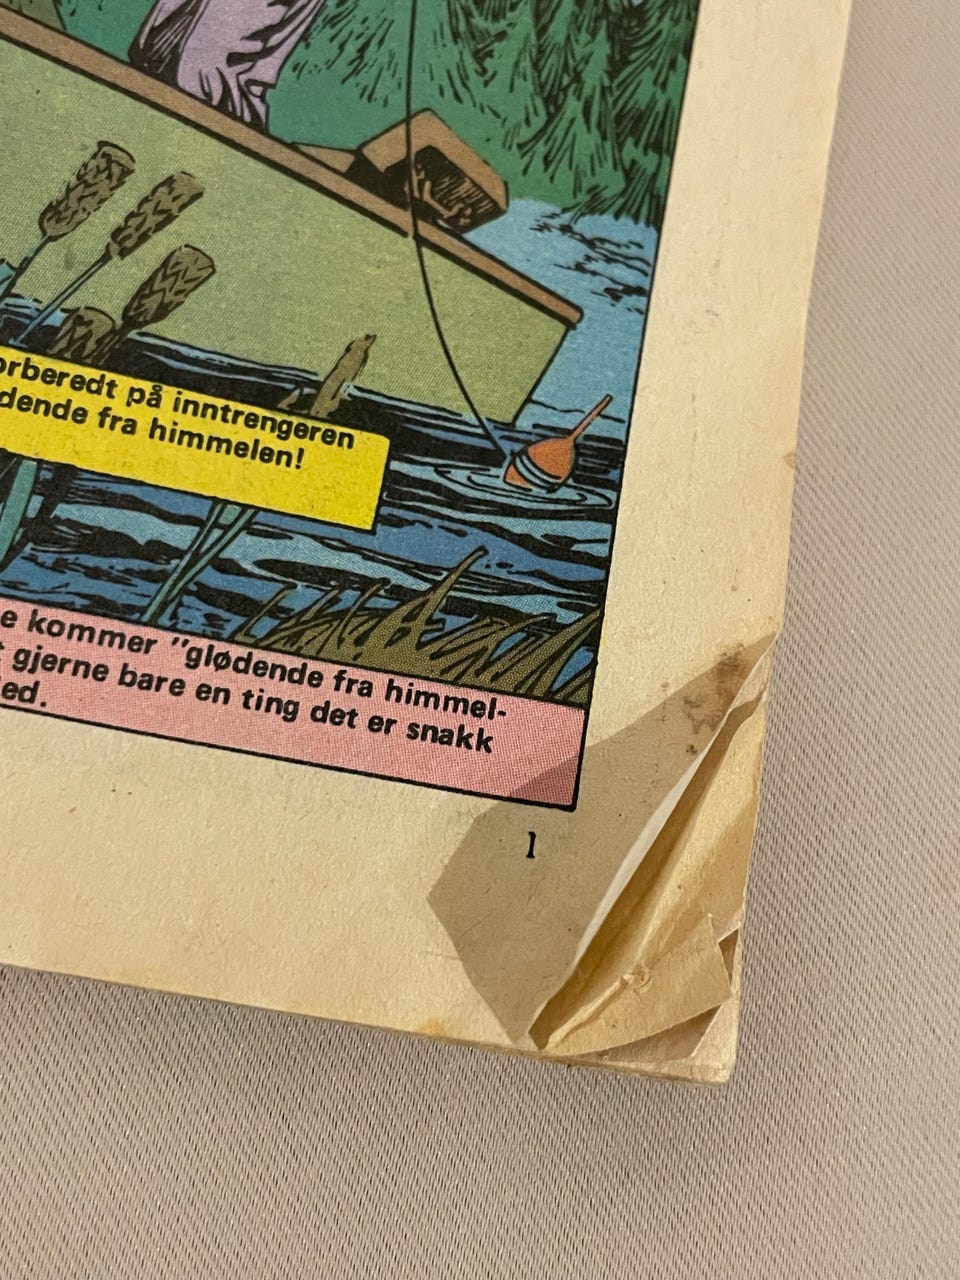 orberedt på inntrengeren
dende fra himmelen!
e kommer "glødende fra himmel-
gjerne bare en ting det er snakk
ed.
1